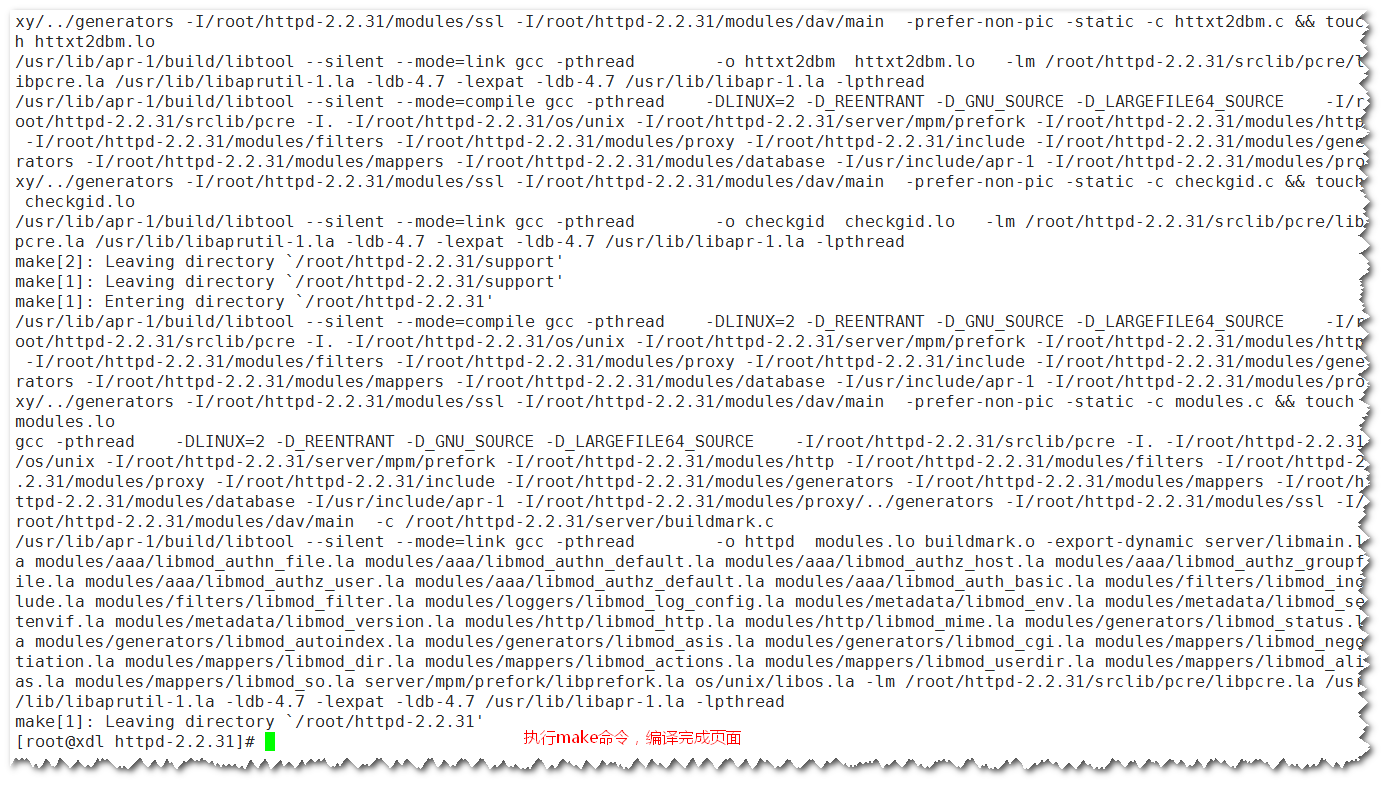 xy/../generators -I/root/httpd-2.2.31/modules/ssl -I/root/httpd-2.2.31/modules/dav/main  -prefer-non-pic -static -c httxt2dbm.c && touc
h httxt2dbm.lo
/usr/lib/apr-1/build/libtool --silent --mode=link gcc -pthread        -o httxt2dbm  httxt2dbm.lo   -lm /root/httpd-2.2.31/srclib/pcre/l
ibpcre.la /usr/lib/libaprutil-1.la -ldb-4.7 -lexpat -ldb-4.7 /usr/lib/libapr-1.la -lpthread
/usr/lib/apr-1/build/libtool --silent --mode=compile gcc -pthread    -DLINUX=2 -D_REENTRANT -D_GNU_SOURCE -D_LARGEFILE64_SOURCE    -I/r
oot/httpd-2.2.31/srclib/pcre -I. -I/root/httpd-2.2.31/os/unix -I/root/httpd-2.2.31/server/mpm/prefork -I/root/httpd-2.2.31/modules/http
 -I/root/httpd-2.2.31/modules/filters -I/root/httpd-2.2.31/modules/proxy -I/root/httpd-2.2.31/include -I/root/httpd-2.2.31/modules/gene
rators -I/root/httpd-2.2.31/modules/mappers -I/root/httpd-2.2.31/modules/database -I/usr/include/apr-1 -I/root/httpd-2.2.31/modules/pro
xy/../generators -I/root/httpd-2.2.31/modules/ssl -I/root/httpd-2.2.31/modules/dav/main  -prefer-non-pic -static -c checkgid.c && touch
 checkgid.lo
/usr/lib/apr-1/build/libtool --silent --mode=link gcc -pthread        -o checkgid  checkgid.lo   -lm /root/httpd-2.2.31/srclib/pcre/lib
pcre.la /usr/lib/libaprutil-1.la -ldb-4.7 -lexpat -ldb-4.7 /usr/lib/libapr-1.la -lpthread
make[2]: Leaving directory `/root/httpd-2.2.31/support'
make[1]: Leaving directory `/root/httpd-2.2.31/support'
make[1]: Entering directory `/root/httpd-2.2.31'
/usr/lib/apr-1/build/libtool --silent --mode=compile gcc -pthread    -DLINUX=2 -D_REENTRANT -D_GNU_SOURCE -D_LARGEFILE64_SOURCE    -I/r
oot/httpd-2.2.31/srclib/pcre -I. -I/root/httpd-2.2.31/os/unix -I/root/httpd-2.2.31/server/mpm/prefork -I/root/httpd-2.2.31/modules/http
 -I/root/httpd-2.2.31/modules/filters -I/root/httpd-2.2.31/modules/proxy -I/root/httpd-2.2.31/include -I/root/httpd-2.2.31/modules/gene
rators -I/root/httpd-2.2.31/modules/mappers -I/root/httpd-2.2.31/modules/database -I/usr/include/apr-1 -I/root/httpd-2.2.31/modules/pro
xy/../generators -I/root/httpd-2.2.31/modules/ssl -I/root/httpd-2.2.31/modules/dav/main  -prefer-non-pic -static -c modules.c && touch
modules.lo
gcc -pthread    -DLINUX=2 -D_REENTRANT -D_GNU_SOURCE -D_LARGEFILE64_SOURCE    -I/root/httpd-2.2.31/srclib/pcre -I. -I/root/httpd-2.2.31
/os/unix -I/root/httpd-2.2.31/server/mpm/prefork -I/root/httpd-2.2.31/modules/http -I/root/httpd-2.2.31/modules/filters -I/root/httpd-2
.2.31/modules/proxy -I/root/httpd-2.2.31/include -I/root/httpd-2.2.31/modules/generators -I/root/httpd-2.2.31/modules/mappers -I/root/h
ttpd-2.2.31/modules/database -I/usr/include/apr-1 -I/root/httpd-2.2.31/modules/proxy/../generators -I/root/httpd-2.2.31/modules/ssl -I/
root/httpd-2.2.31/modules/dav/main  -c /root/httpd-2.2.31/server/buildmark.c
/usr/lib/apr-1/build/libtool --silent --mode=link gcc -pthread        -o httpd  modules.lo buildmark.o -export-dynamic server/libmain.l
a modules/aaa/libmod_authn_file.la modules/aaa/libmod_authn_default.la modules/aaa/libmod_authz_host.la modules/aaa/libmod_authz_groupf
ile.la modules/aaa/libmod_authz_user.la modules/aaa/libmod_authz_default.la modules/aaa/libmod_auth_basic.la modules/filters/libmod_inc
lude.la modules/filters/libmod_filter.la modules/loggers/libmod_log_config.la modules/metadata/libmod_env.la modules/metadata/libmod_se
tenvif.la modules/metadata/libmod_version.la modules/http/libmod_http.la modules/http/libmod_mime.la modules/generators/libmod_status.l
a modules/generators/libmod_autoindex.la modules/generators/libmod_asis.la modules/generators/libmod_cgi.la modules/mappers/libmod_nego
tiation.la modules/mappers/libmod_dir.la modules/mappers/libmod_actions.la modules/mappers/libmod_userdir.la modules/mappers/libmod_ali
as.la modules/mappers/libmod_so.la server/mpm/prefork/libprefork.la os/unix/libos.la -lm /root/httpd-2.2.31/srclib/pcre/libpcre.la /usr
/lib/libaprutil-1.la -ldb-4.7 -lexpat -ldb-4.7 /usr/lib/libapr-1.la -lpthread
make[1]: Leaving directory `/root/httpd-2.2.31'
[root@xdl httpd-2.2.31]# 执行make命令，编译完成页面